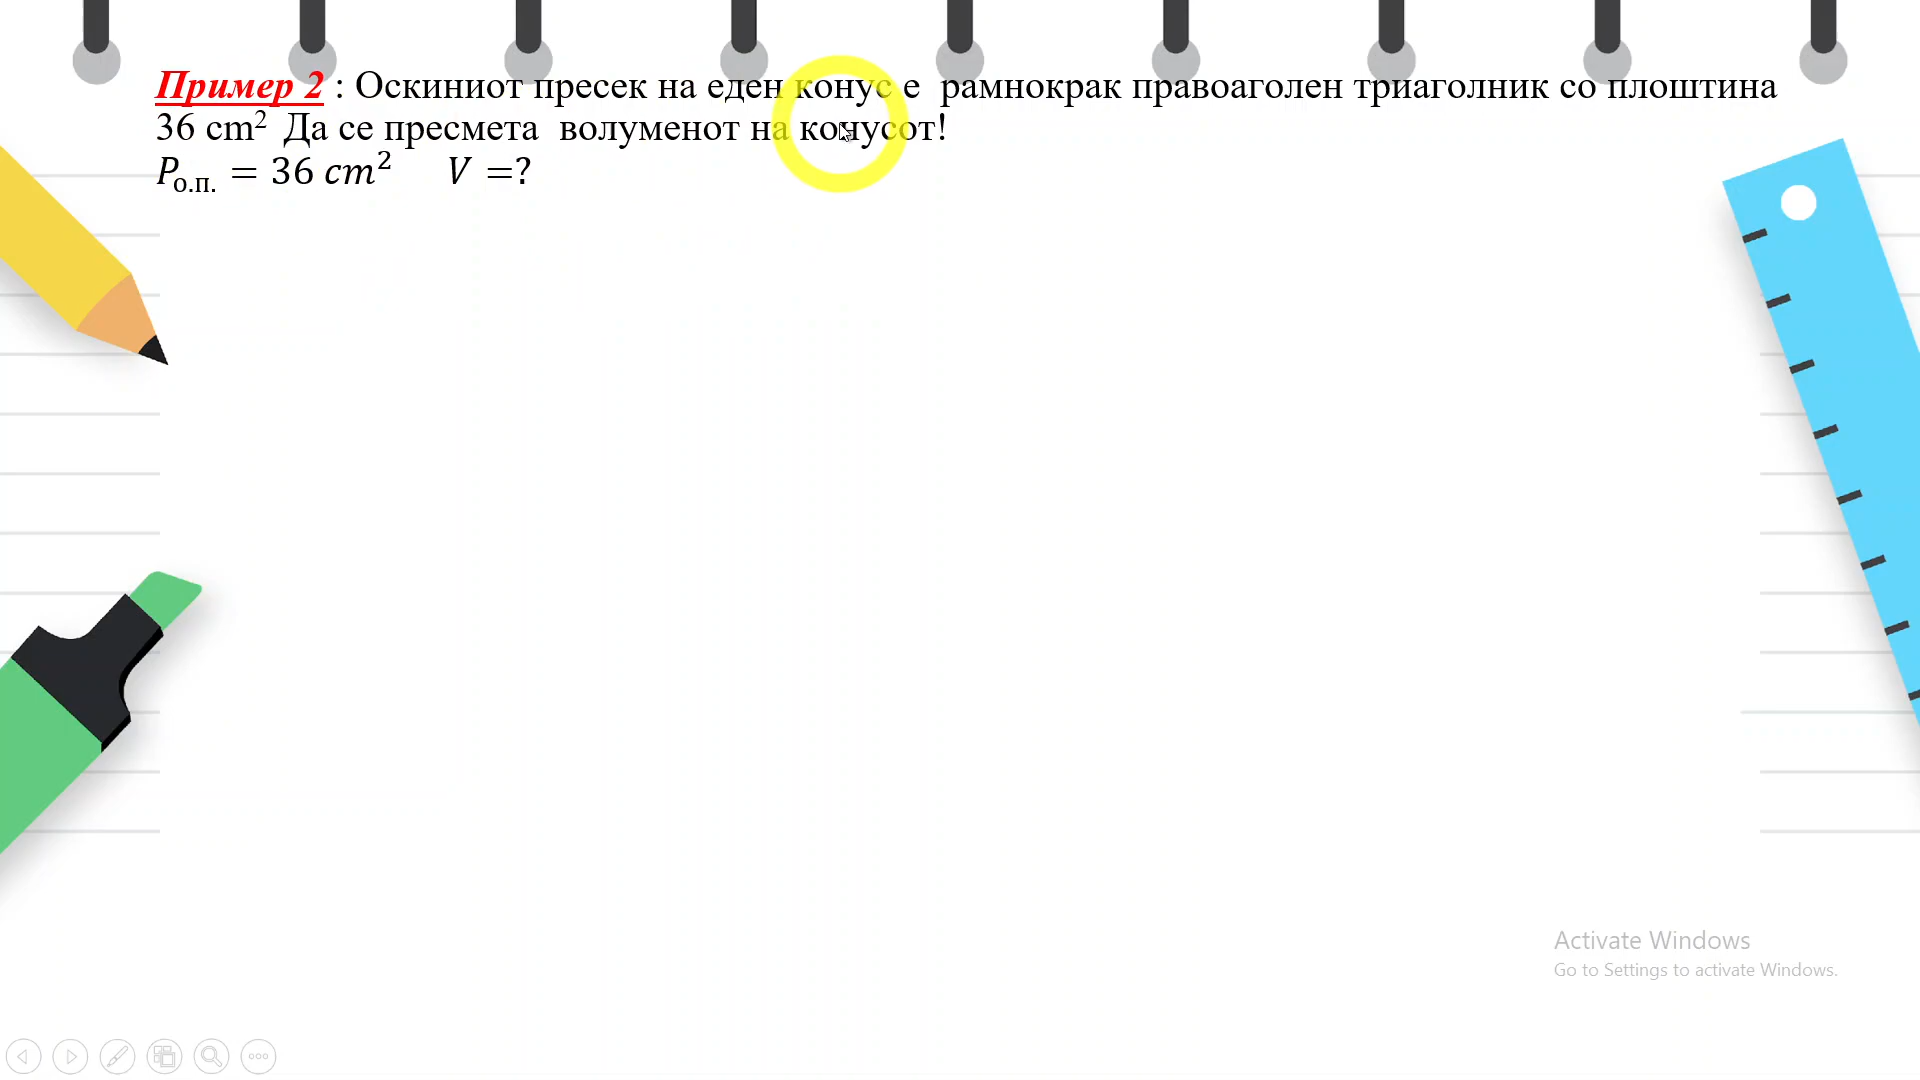 Пример 2 : Оскиниот пресек на еден конус е рамнокрак правоаголен триаголник со плоштина
36 cm² Да се пресмета волуменот на конусот!
P о.п. = 36 cm² V =?
Activate Windows
Go to Settings to activate Windows.